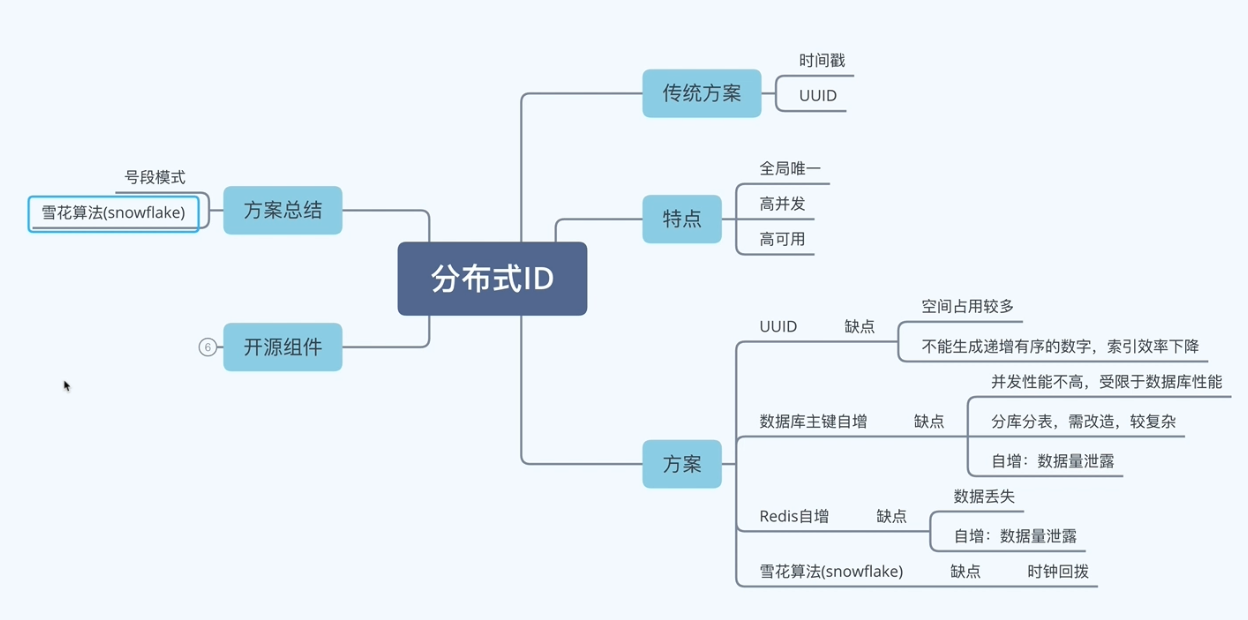 分布式ID
传统方案
时间戳
UUID
特点
全局唯一
高并发
高可用
方案
UUID 缺点
空间占用较多
不能生成递增有序的数字，索引效率下降
数据库主键自增 缺点
并发性能不高，受限于数据库性能
分库分表，需改造，较复杂
自增：数据量泄露
Redis自增 缺点
数据丢失
自增：数据量泄露
雪花算法(snowflake) 缺点 时钟回拨
方案总结
号段模式
雪花算法(snowflake)
开源组件
6